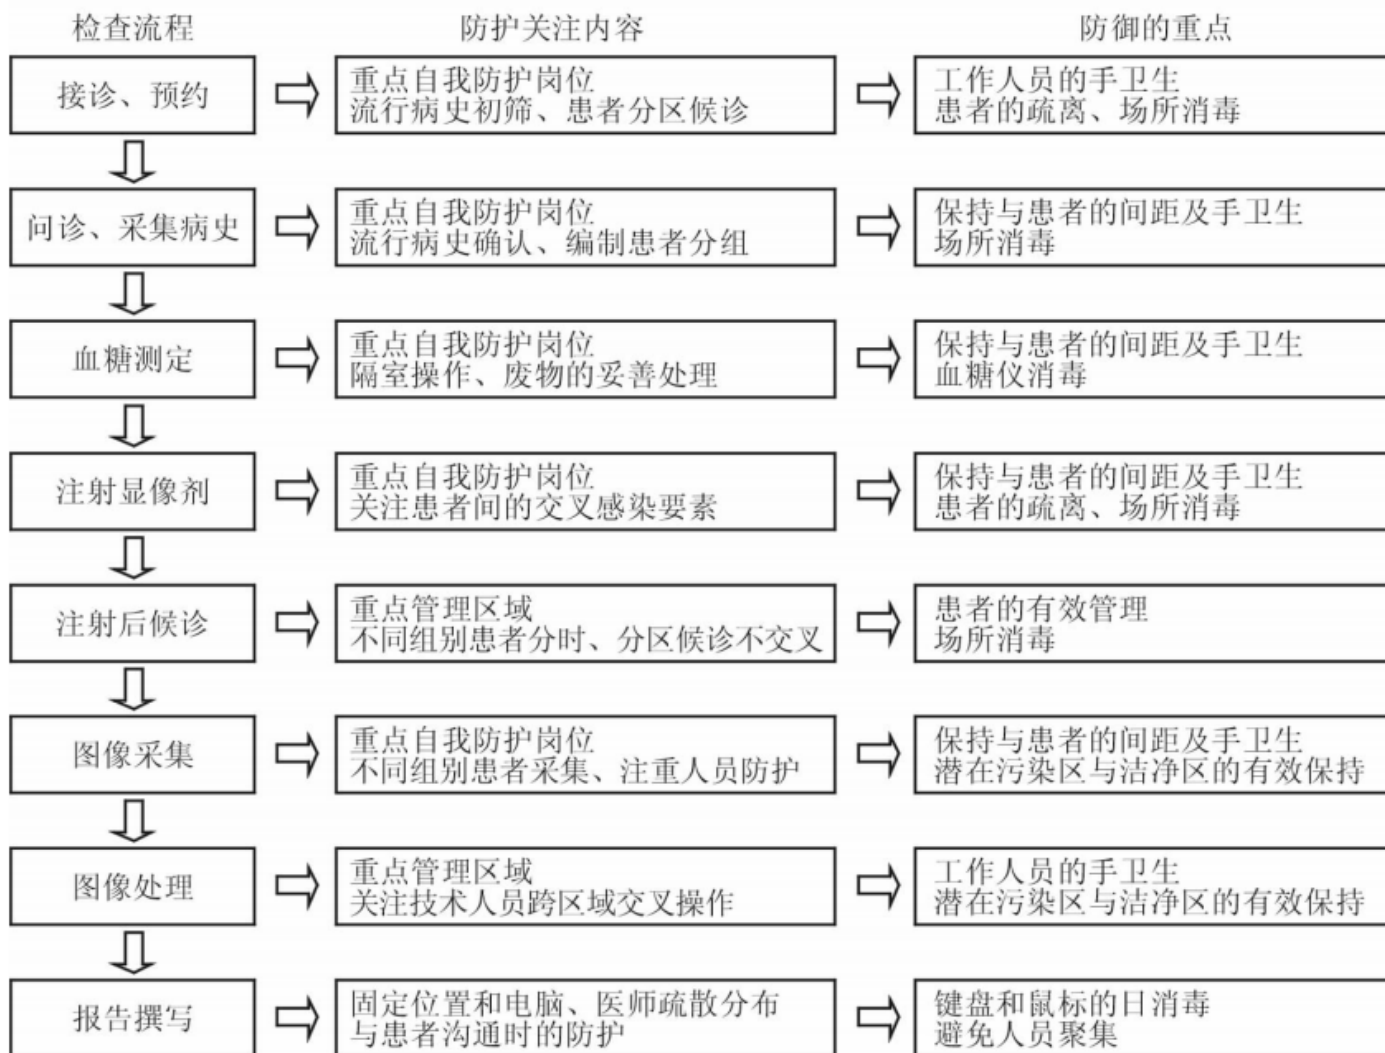 检查流程 防护关注内容 防御的重点
接诊、预约
重点自我防护岗位
流行病史初筛、患者分区候诊
工作人员的手卫生
患者的疏离、场所消毒
问诊、采集病史
重点自我防护岗位
流行病史确认、编制患者分组
保持与患者的间距及手卫生
场所消毒
血糖测定
重点自我防护岗位
隔室操作、废物的妥善处理
保持与患者的间距及手卫生
血糖仪消毒
注射显像剂
重点自我防护岗位
关注患者间的交叉感染要素
保持与患者的间距及手卫生
患者的疏离、场所消毒
注射后候诊
重点管理区域
不同组别患者分时、分区候诊不交叉
患者的有效管理
场所消毒
图像采集
重点自我防护岗位
不同组别患者采集、注重人员防护
保持与患者的间距及手卫生
潜在污染区与洁净区的有效保持
图像处理
重点管理区域
关注技术人员跨区域交叉操作
工作人员的手卫生
潜在污染区与洁净区的有效保持
报告撰写
固定位置和电脑、医师疏散分布
与患者沟通时的防护
键盘和鼠标的日消毒
避免人员聚集